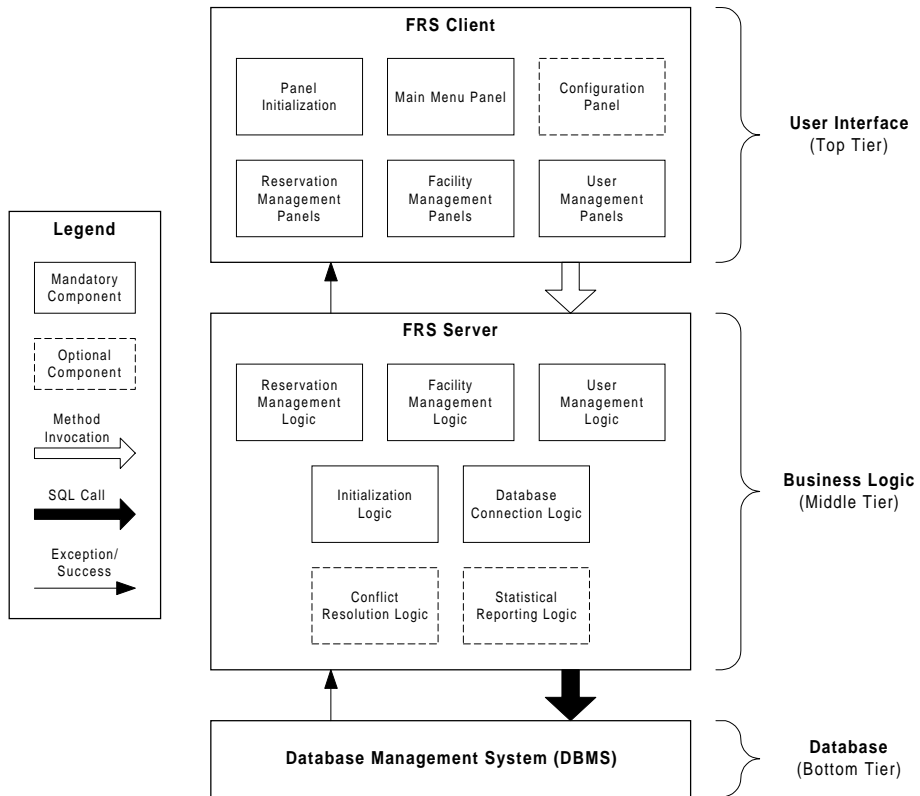 FRS Client
Panel
Initialization
Main Menu Panel
Configuration
Panel
Reservation
Management
Panels
Facility
Management
Panels
User
Management
Panels
User Interface
(Top Tier)
Legend
Mandatory
Component
Optional
Component
Method
Invocation
SQL Call
Exception/
Success
FRS Server
Reservation
Management
Logic
Facility
Management
Logic
User
Management
Logic
Initialization
Logic
Database
Connection Logic
Conflict
Resolution Logic
Statistical
Reporting Logic
Business Logic
(Middle Tier)
Database Management System (DBMS)
Database
(Bottom Tier)